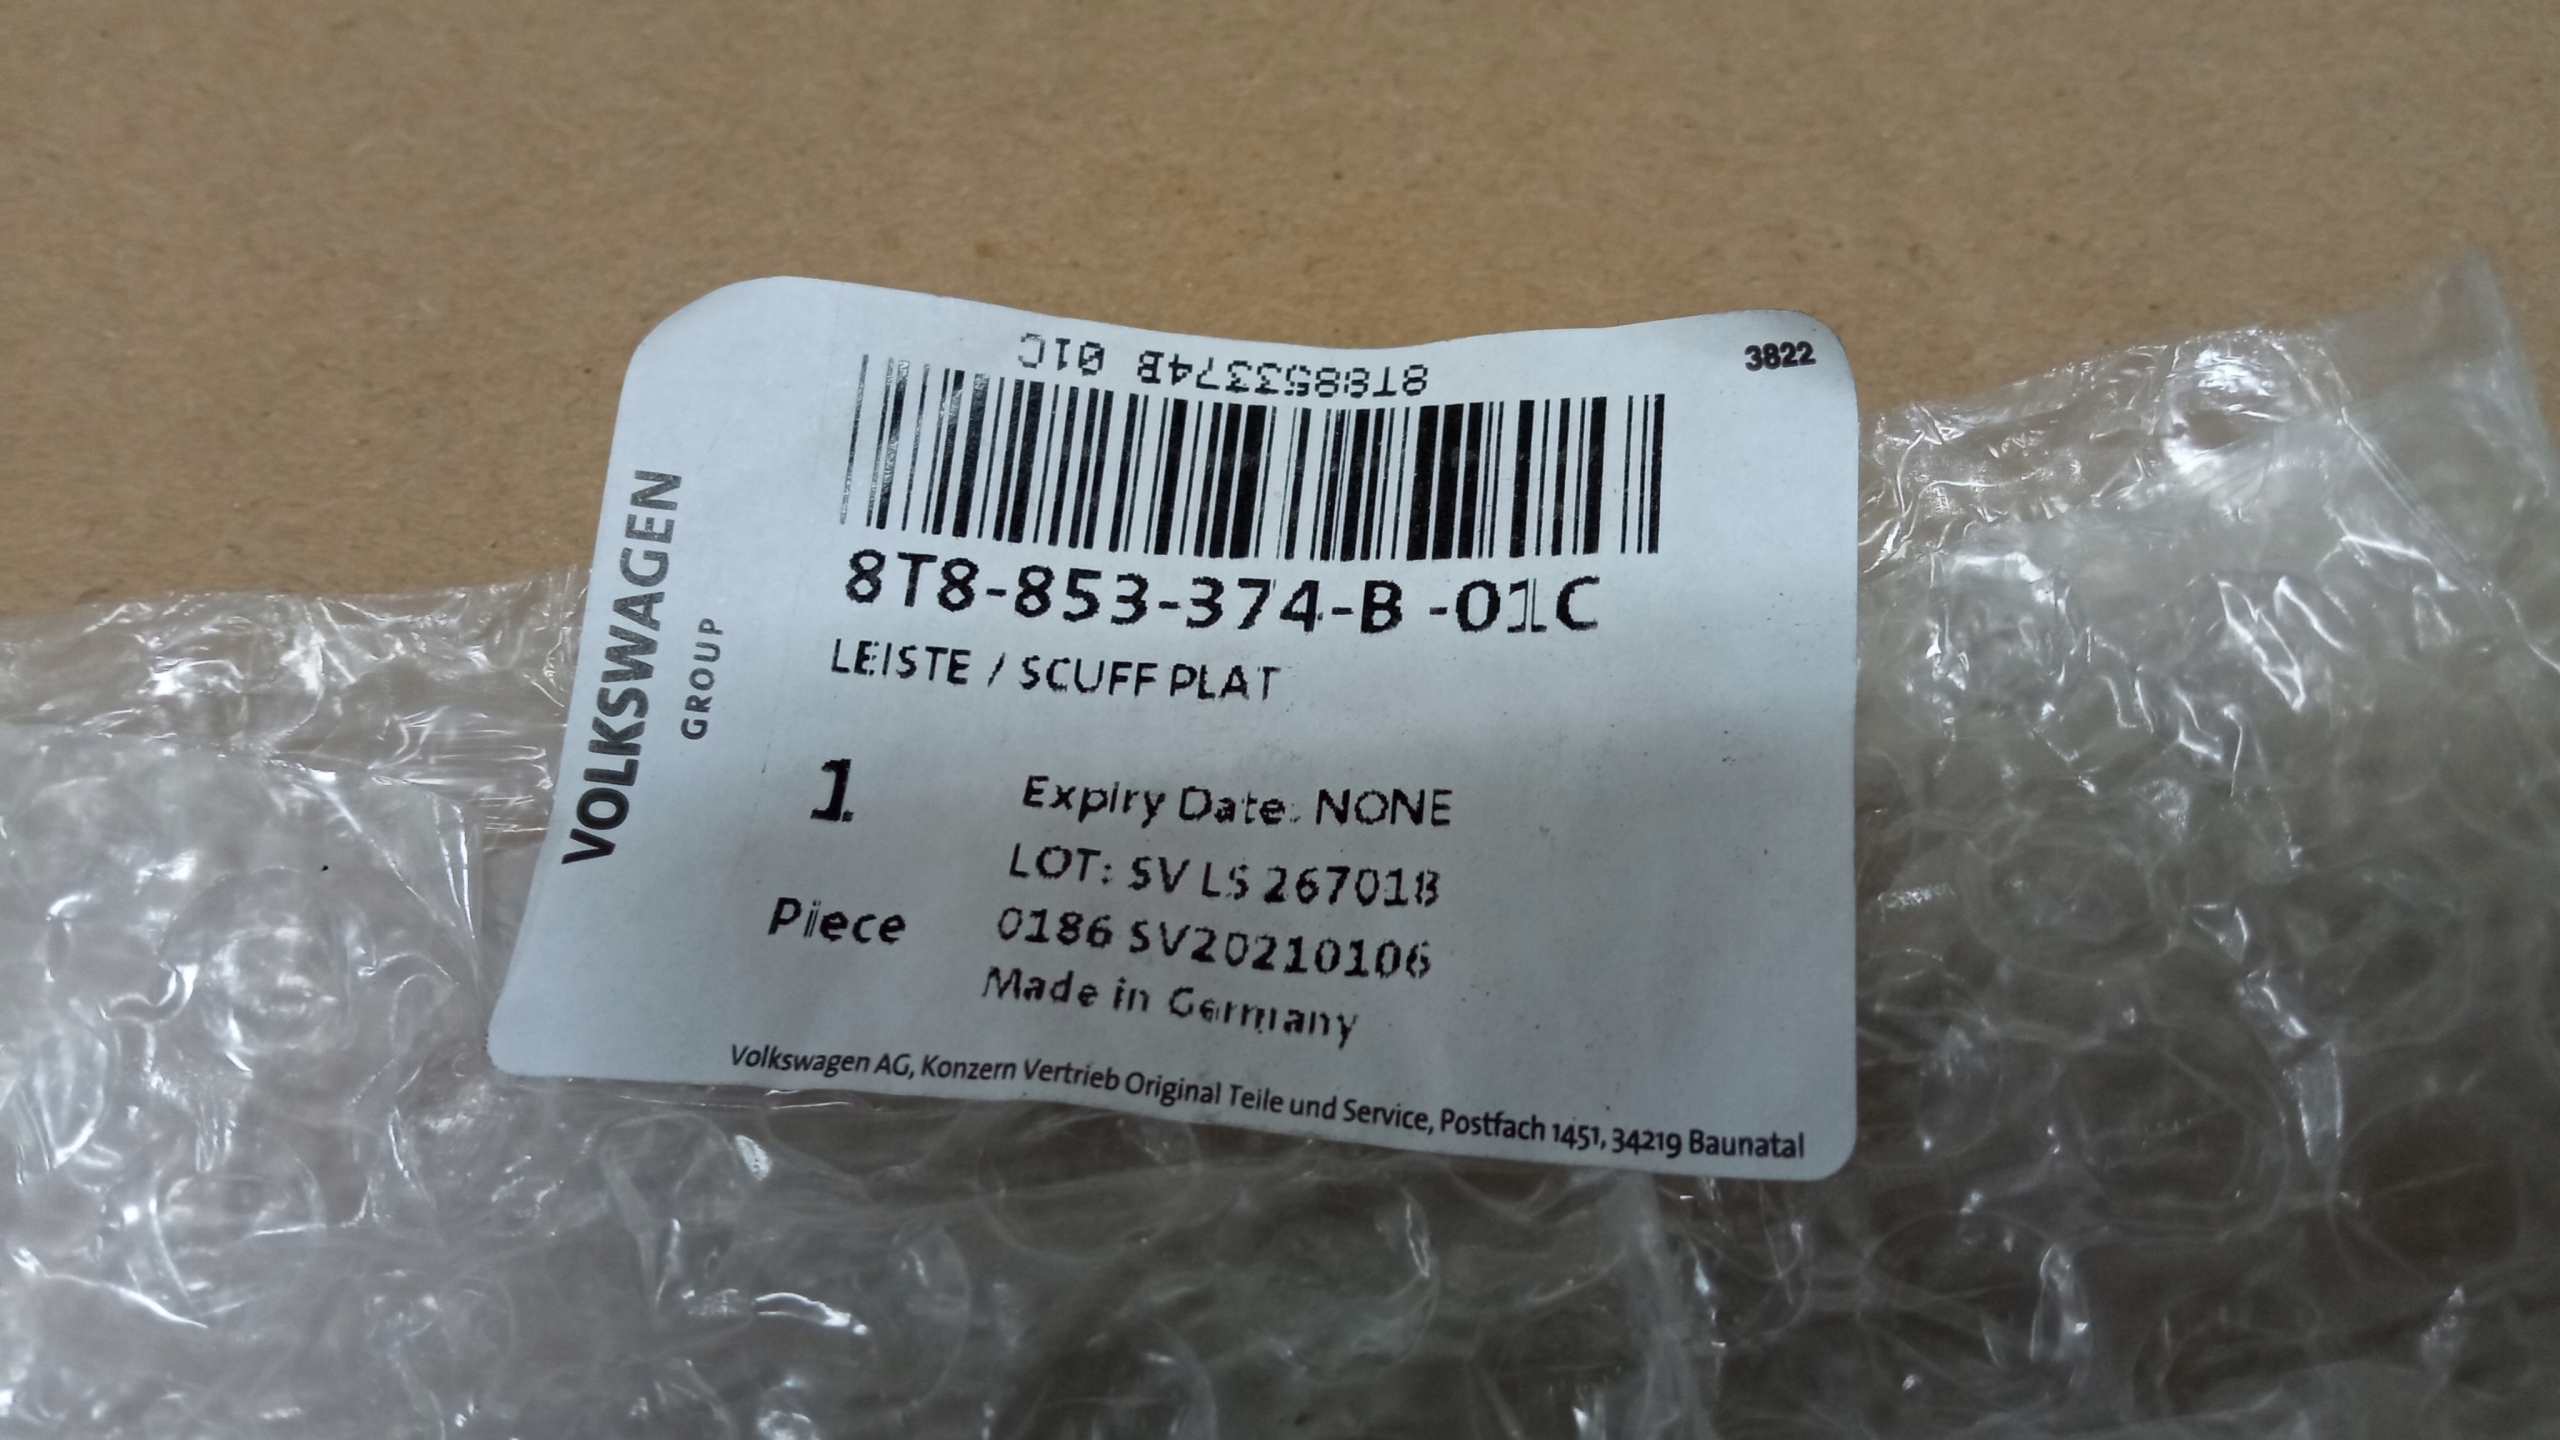 3822
8T8853374B 01C
8T8-853-374-B -01C
LEISTE / SCUFF PLAT
VOLKSWAGEN
GROUP
1
Piece
Expiry Date: NONE
LOT: SV LS 267018
0186 SV20210106
Made in Germany
Volkswagen AG, Konzern Vertrieb Original Teile und Service, Postfach 1451, 34219 Baunatal